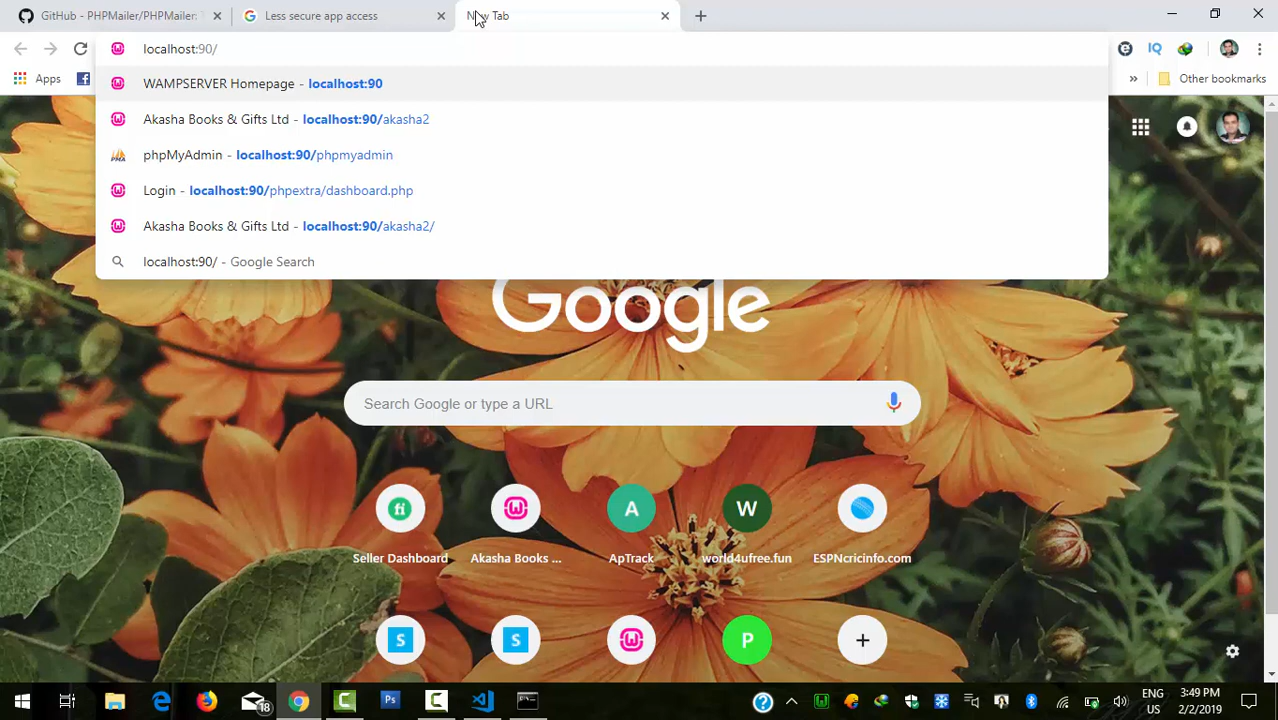 GitHub - PHPMailer/PHPMailer: T
Less secure app access
New Tab
localhost:90/
WAMPSERVER Homepage - localhost:90
Apps
Other bookmarks
Akasha Books & Gifts Ltd - localhost:90/akasha2
phpMyAdmin - localhost:90/phpmyadmin
Login - localhost:90/phpextra/dashboard.php
Akasha Books & Gifts Ltd - localhost:90/akasha2/
localhost:90/ - Google Search
Google
Search Google or type a URL
Seller Dashboard
Akasha Books ...
ApTrack
world4ufree.fun
ESPNcricinfo.com
ENG
US
3:49 PM
2/2/2019
18